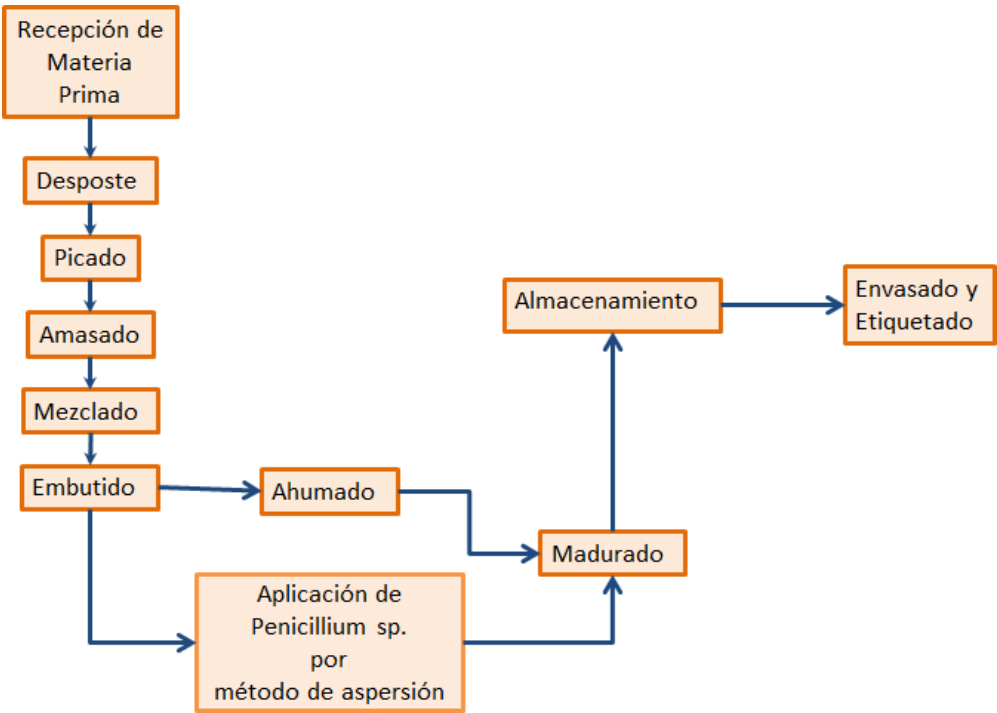 Recepción de
Materia
Prima
Desposte
Picado
Amasado
Mezclado
Embutido
Ahumado
Aplicación de
Penicillium sp.
por
método de aspersión
Madurado
Almacenamiento
Envasado y
Etiquetado